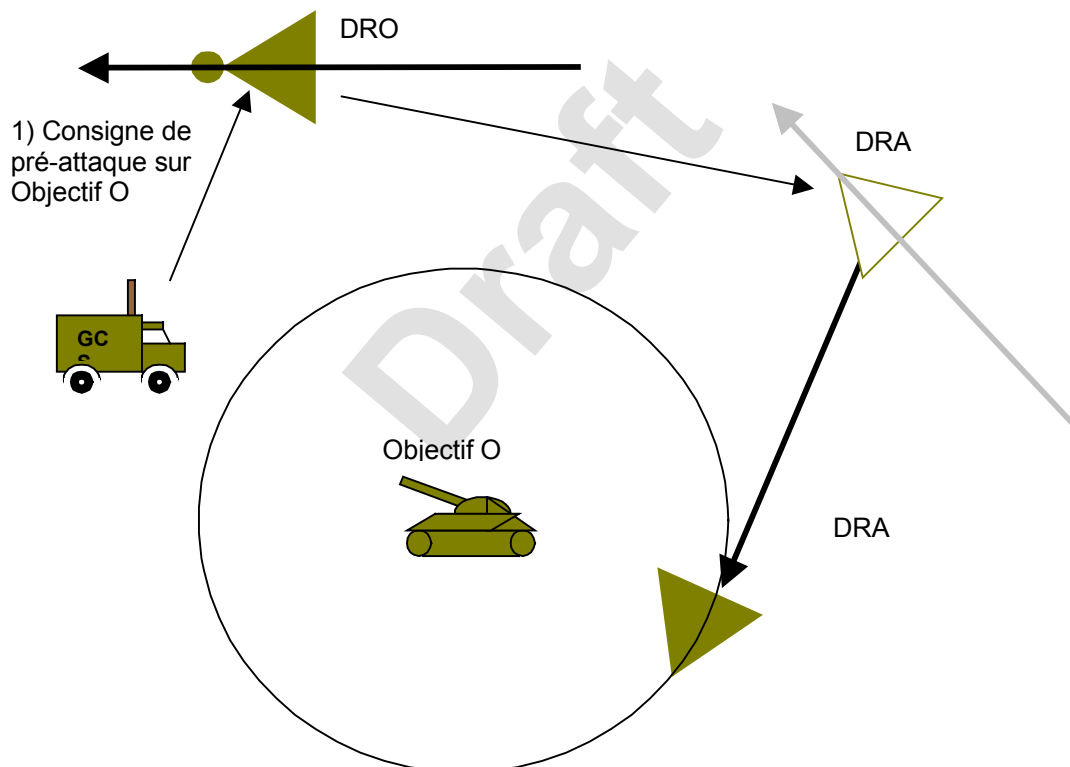 DRO
1) Consigne de
pré-attaque sur
Objectif O
DRA
GC
S
Objectif O
DRA
Draft